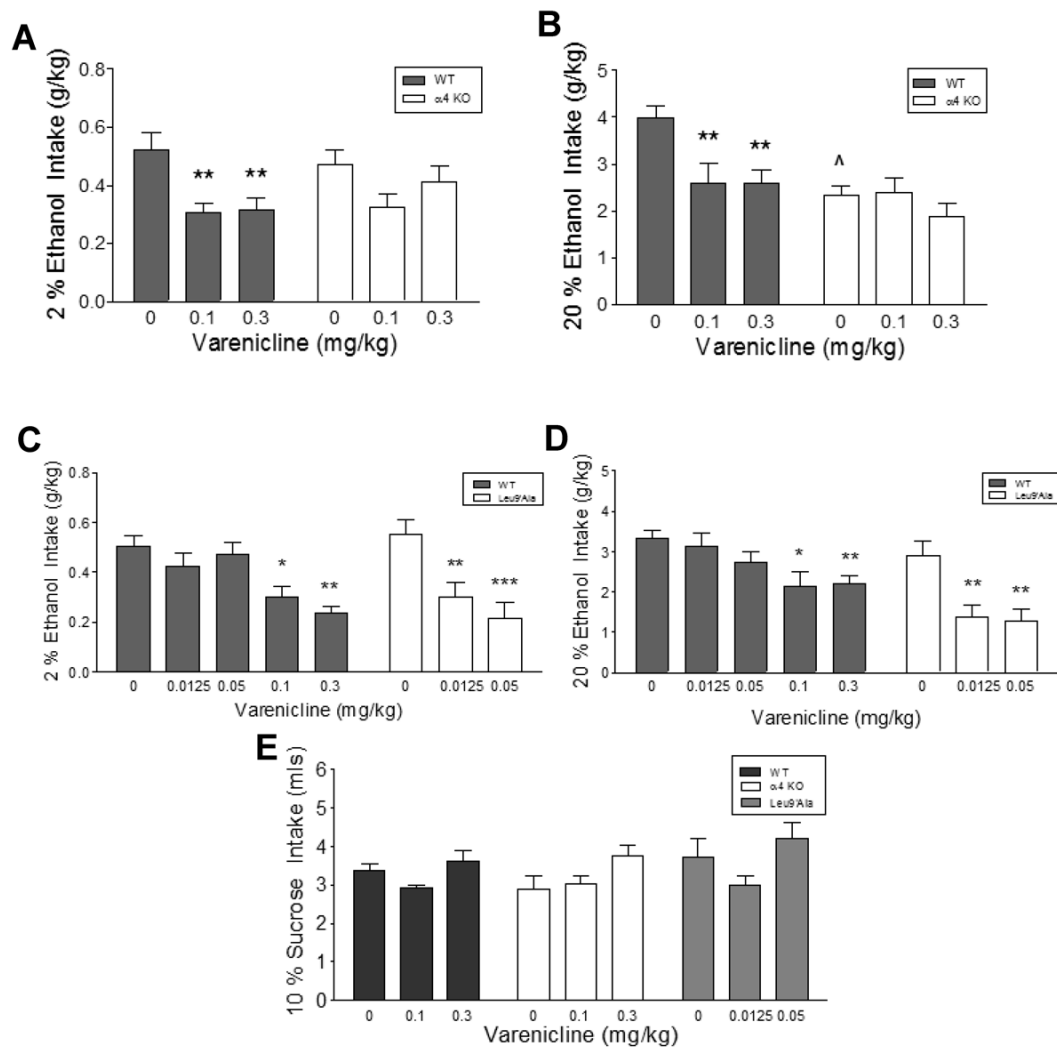 A
2 % Ethanol Intake (g/kg)
0.8
0.6
0.4
0.2
0.0
WT
α4 KO
** **
0 0.1 0.3 0 0.1 0.3
Varenicline (mg/kg)
B
20 % Ethanol Intake (g/kg)
5
4
3
2
1
0
WT
α4 KO
** ** ^
0 0.1 0.3 0 0.1 0.3
Varenicline (mg/kg)
C
2 % Ethanol Intake (g/kg)
0.8
0.6
0.4
0.2
0.0
WT
Leu9'Ala
* ** ** ***
0 0.0125 0.05 0.1 0.3 0 0.0125 0.05
Varenicline (mg/kg)
D
20 % Ethanol Intake (g/kg)
5
4
3
2
1
0
WT
Leu9'Ala
* ** ** **
0 0.0125 0.05 0.1 0.3 0 0.0125 0.05
Varenicline (mg/kg)
E
10 % Sucrose Intake (mls)
6
5
4
3
2
1
0
WT
α4 KO
Leu9'Ala
0 0.1 0.3 0 0.1 0.3 0 0.0125 0.05
Varenicline (mg/kg)